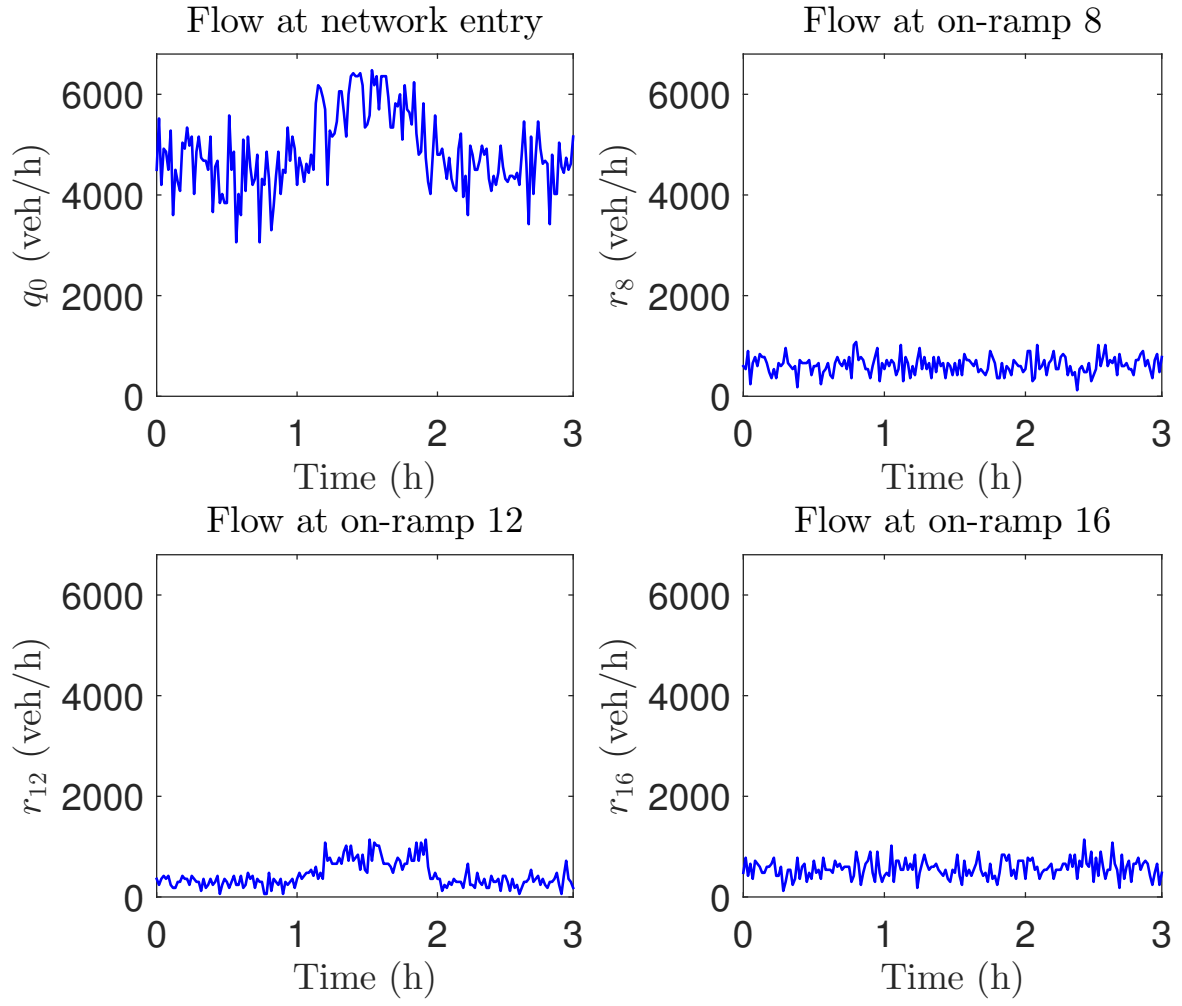 Flow at network entry
6000
4000
2000
0
q0 (veh/h)
0 1 2 3
Time (h)
Flow at on-ramp 8
6000
4000
2000
0
r8 (veh/h)
0 1 2 3
Time (h)
Flow at on-ramp 12
6000
4000
2000
0
r12 (veh/h)
0 1 2 3
Time (h)
Flow at on-ramp 16
6000
4000
2000
0
r16 (veh/h)
0 1 2 3
Time (h)